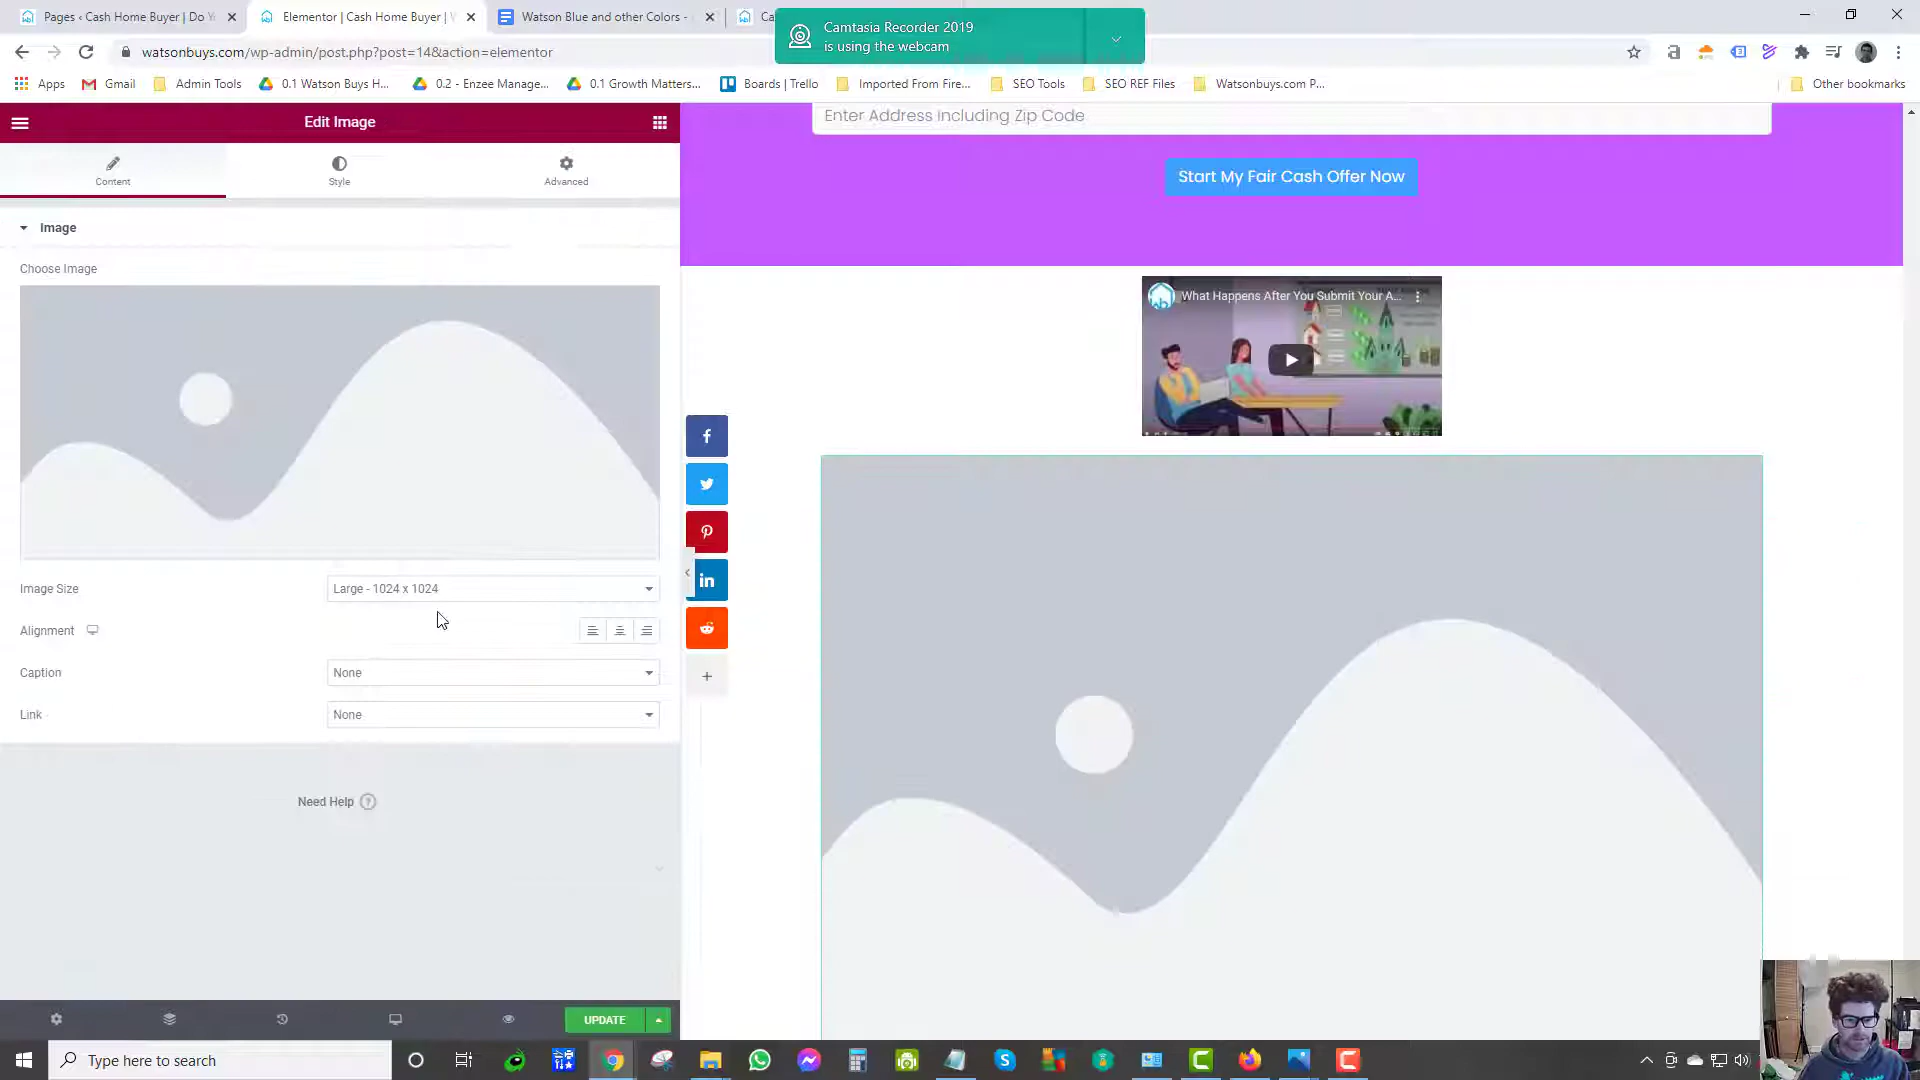 Pages ‹ Cash Home Buyer | Do Y
Elementor | Cash Home Buyer | W
Watson Blue and other Colors -
Ca
Camtasia Recorder 2019
is using the webcam
watsonbuys.com/wp-admin/post.php?post=14&action=elementor
Apps
Gmail
Admin Tools
0.1 Watson Buys H...
0.2 - Enzee Manage...
0.1 Growth Matters...
Boards | Trello
Imported From Fire...
SEO Tools
SEO REF Files
Watsonbuys.com P...
Other bookmarks
Edit Image
Content
Style
Advanced
Image
Choose Image
Image Size
Large - 1024 x 1024
Alignment
Caption
None
Link
None
Need Help ?
UPDATE
Enter Address Including Zip Code
Start My Fair Cash Offer Now
What Happens After You Submit Your A...
Type here to search